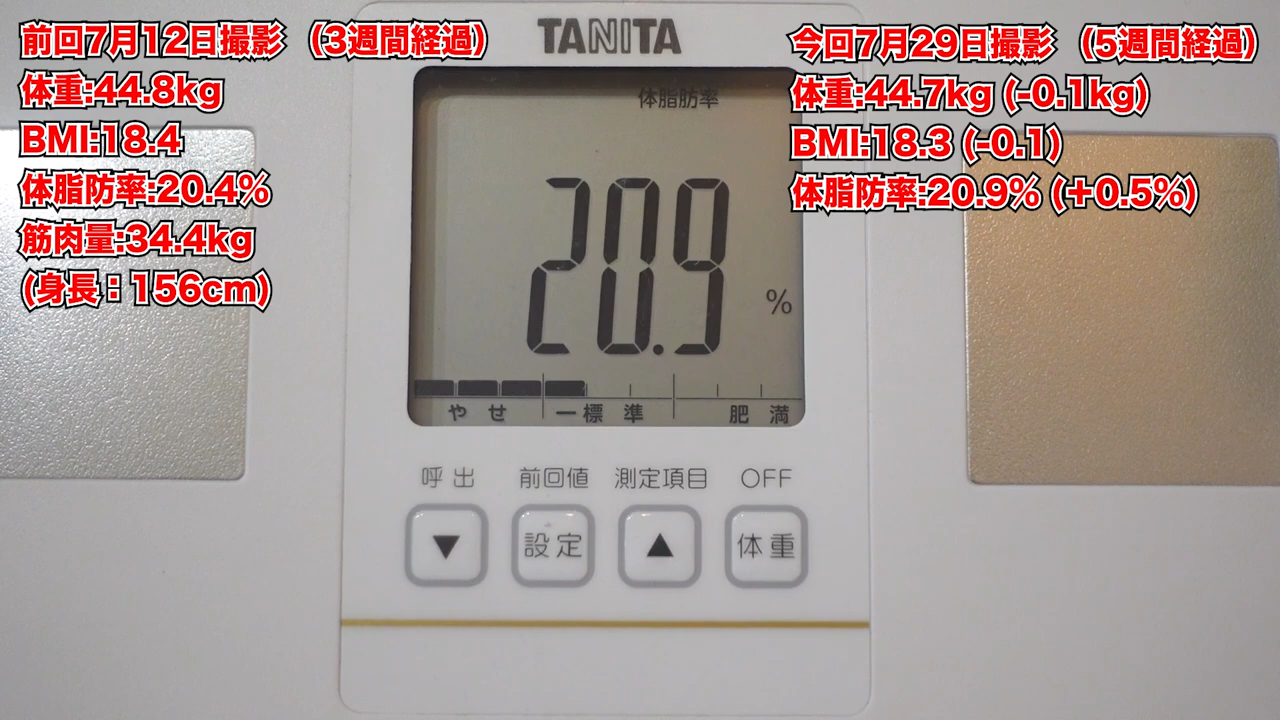 前回7月12日撮影 （3週間経過）
体重:44.8kg
BMI:18.4
体脂防率:20.4%
筋肉量:34.4kg
(身長：156cm)
今回7月29日撮影 （5週間経過）
体重:44.7kg (-0.1kg)
BMI:18.3 (-0.1)
体脂防率:20.9% (+0.5%)
TANITA
体脂肪率
20.9 %
やせ 標準 肥満
呼出 前回値 測定項目 OFF
▼ 設定 ▲ 体重